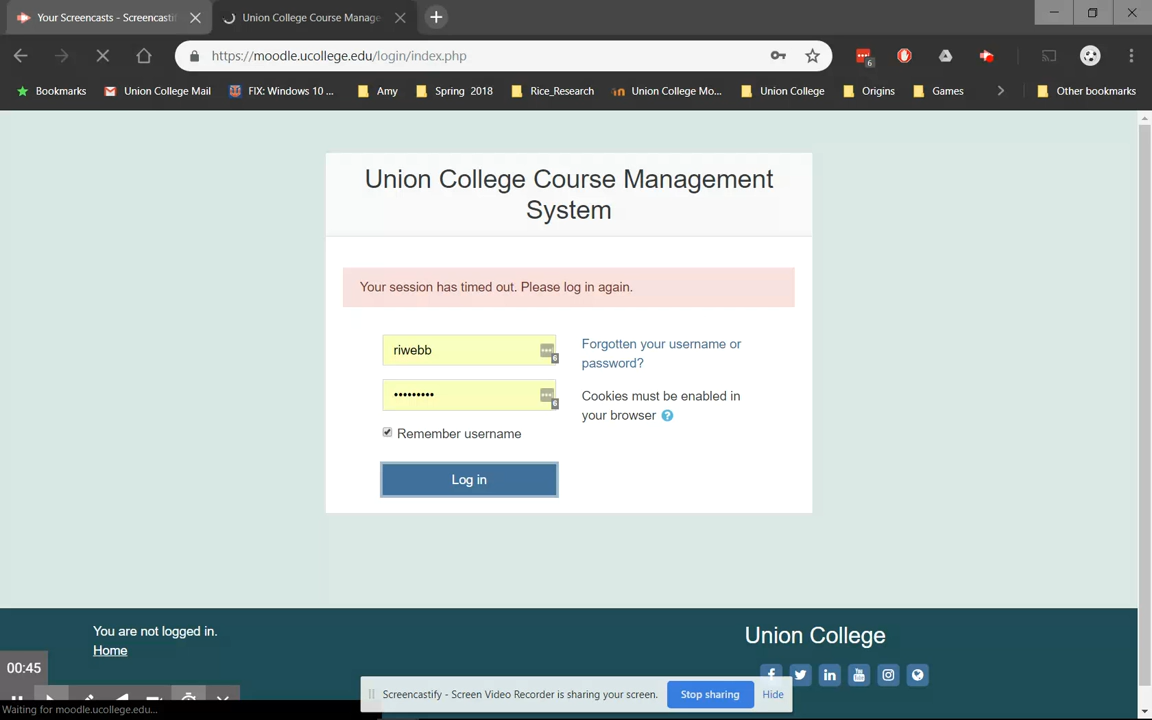 Your Screencasts - Screencasti
Union College Course Manage
https://moodle.ucollege.edu/login/index.php
6
Bookmarks
Union College Mail
FIX: Windows 10 ...
Amy
Spring 2018
Rice_Research
Union College Mo...
Union College
Origins
Games
Other bookmarks
Union College Course Management
System
Your session has timed out. Please log in again.
riwebb
6
Forgotten your username or
password?
•••••••••
6
Cookies must be enabled in
your browser
Remember username
Log in
You are not logged in.
Home
Union College
00:45
Screencastify - Screen Video Recorder is sharing your screen.
Stop sharing
Hide
Waiting for moodle.ucollege.edu...